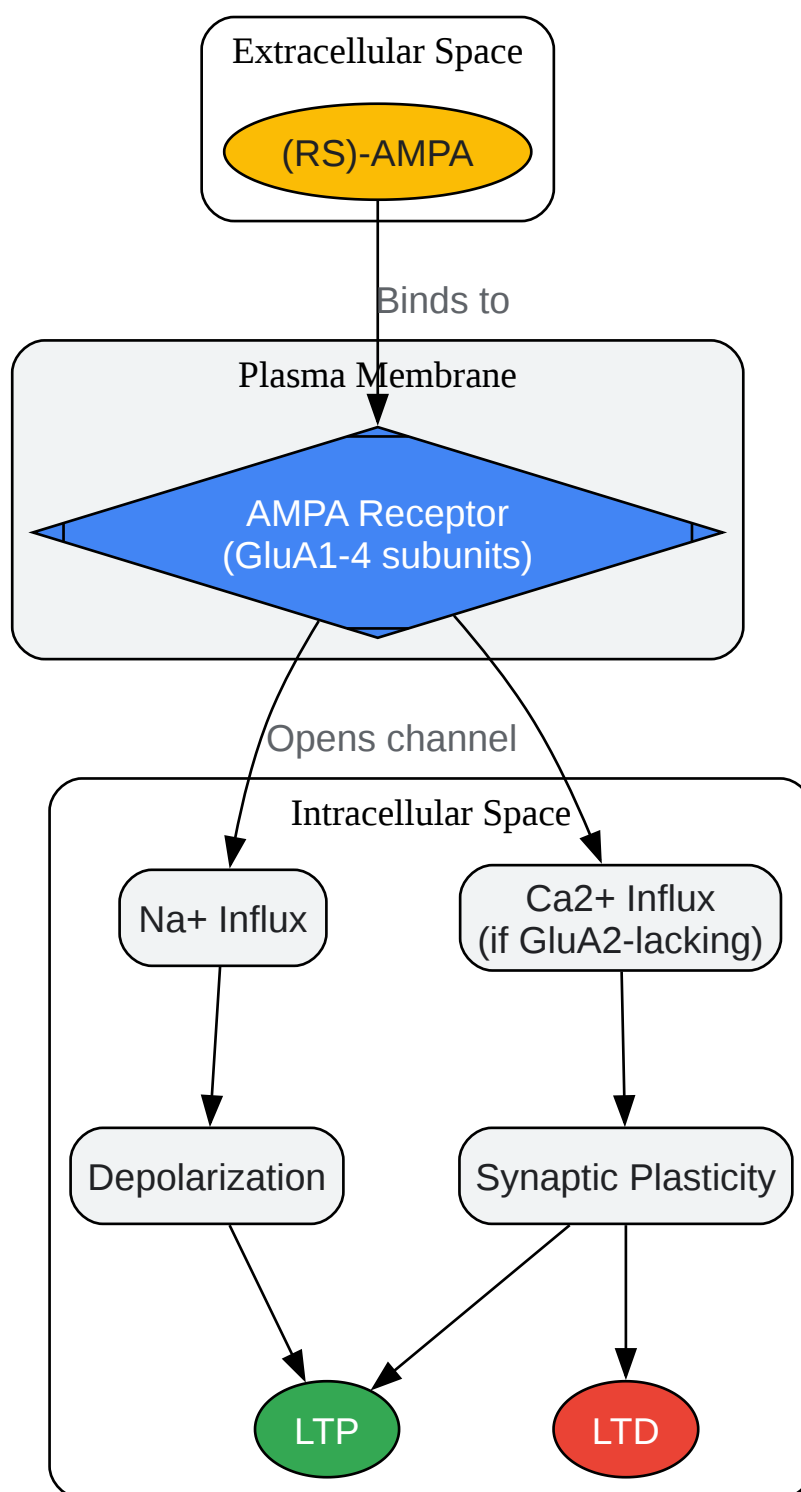 Extracellular Space
(RS)-AMPA
Binds to
Plasma Membrane
AMPA Receptor
(GluA1-4 subunits)
Opens channel
Intracellular Space
Na+ Influx
Ca2+ Influx
(if GluA2-lacking)
Depolarization
Synaptic Plasticity
LTP
LTD